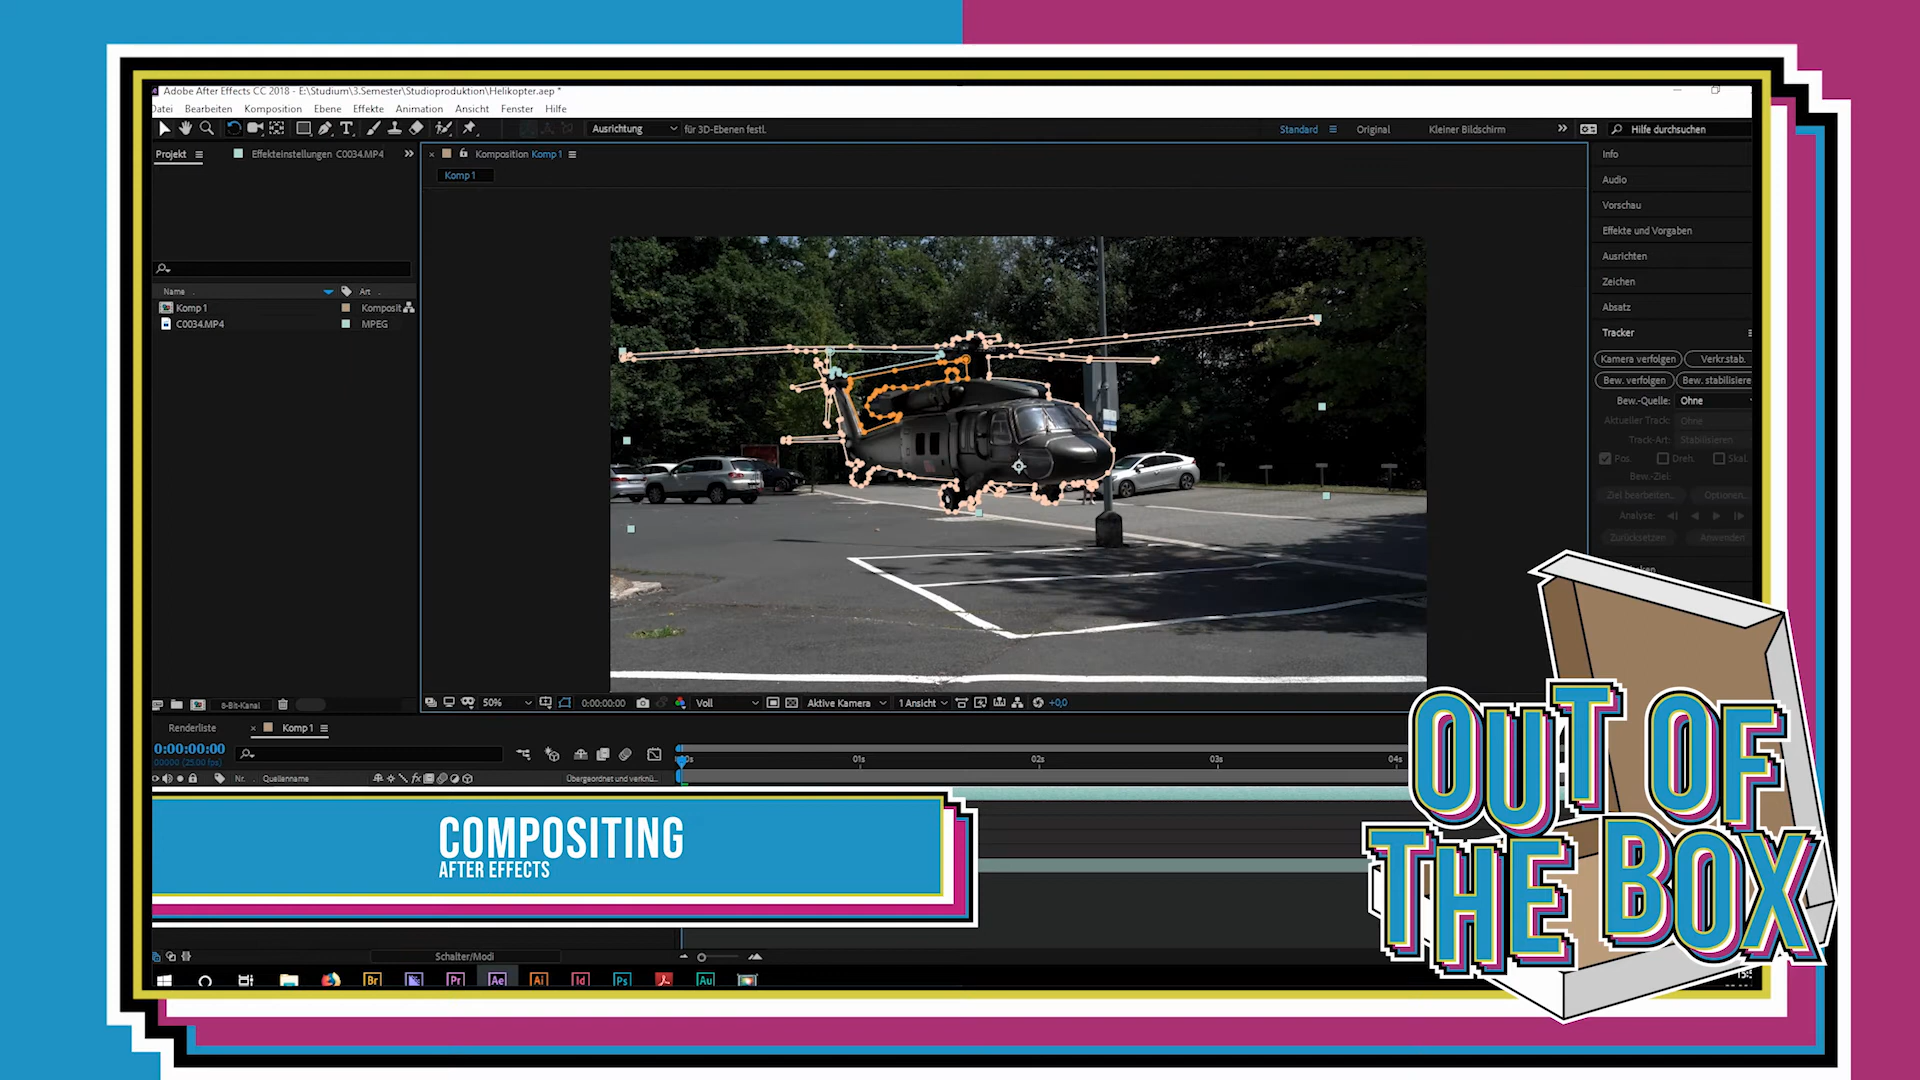 Adobe After Effects CC 2018 - E:\Studium\3.Semester\Studioproduktion\Helikopter.aep *
Datei Bearbeiten Komposition Ebene Effekte Animation Ansicht Fenster Hilfe
Ausrichtung für 3D-Ebenen festl. Standard Original Kleiner Bildschirm Hilfe durchsuchen
Projekt Effekteinstellungen C0034.MP4 Komposition Komp 1
Komp 1
Info
Audio
Vorschau
Effekte und Vorgaben
Ausrichten
Zeichen
Absatz
Tracker
Kamera verfolgen Verkr.stab.
Bew. verfolgen Bew. stabilisieren
Bew.-Quelle: Ohne
Aktueller Track: Ohne
Track-Art: Stabilisieren
Pos. Dreh. Skal.
Bew.-Ziel:
Ziel bearbeiten... Optionen...
Analyse:
Zurücksetzen Anwenden
Name Art
Komp 1 Komposit
C0034.MP4 MPEG
8-Bit-Kanal
50% 0:00:00:00 Voll Aktive Kamera 1 Ansicht +0,0
Renderliste Komp 1
0:00:00:00
00000 (25.00 fps)
01s 02s 03s 04s
Nr. Quellenname Übergeordnet und verknü...
COMPOSITING
AFTER EFFECTS
OUT OF
THE BOX
Schalter/Modi
Br Pr Ae Ai Id Ps Au